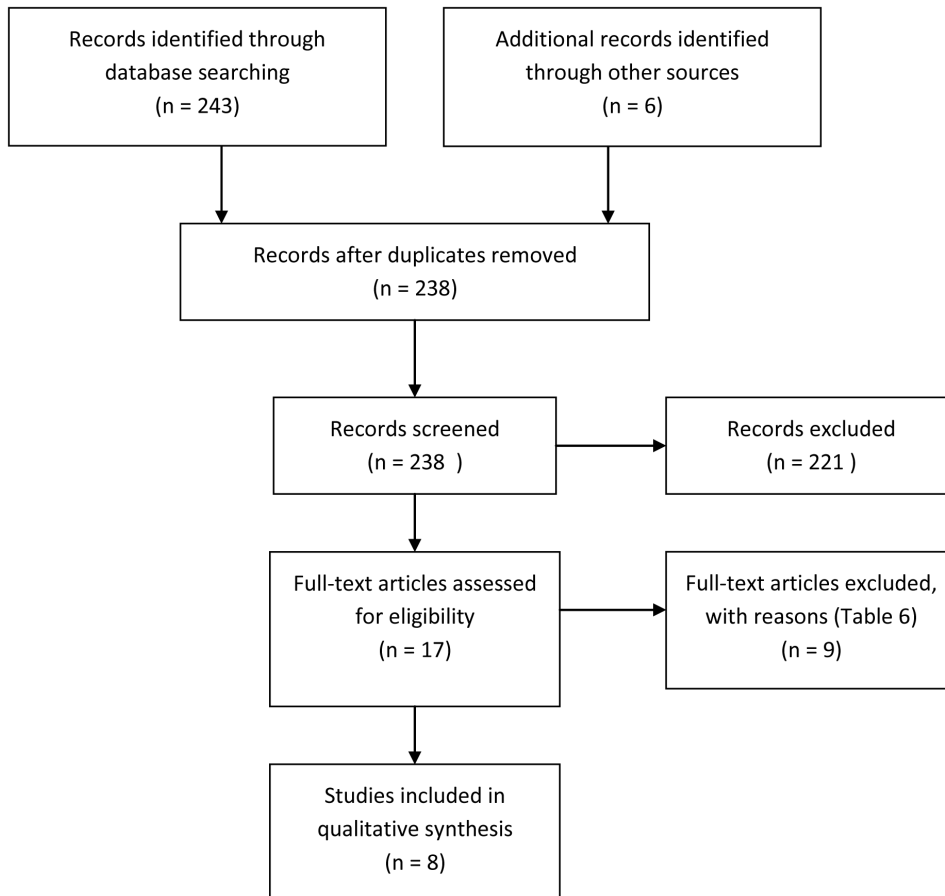 Records identified through
database searching
(n = 243)
Additional records identified
through other sources
(n = 6)
Records after duplicates removed
(n = 238)
Records screened
(n = 238  )
Records excluded
(n = 221 )
Full-text articles assessed
for eligibility
(n = 17)
Full-text articles excluded,
with reasons (Table 6)
(n = 9)
Studies included in
qualitative synthesis
(n = 8)